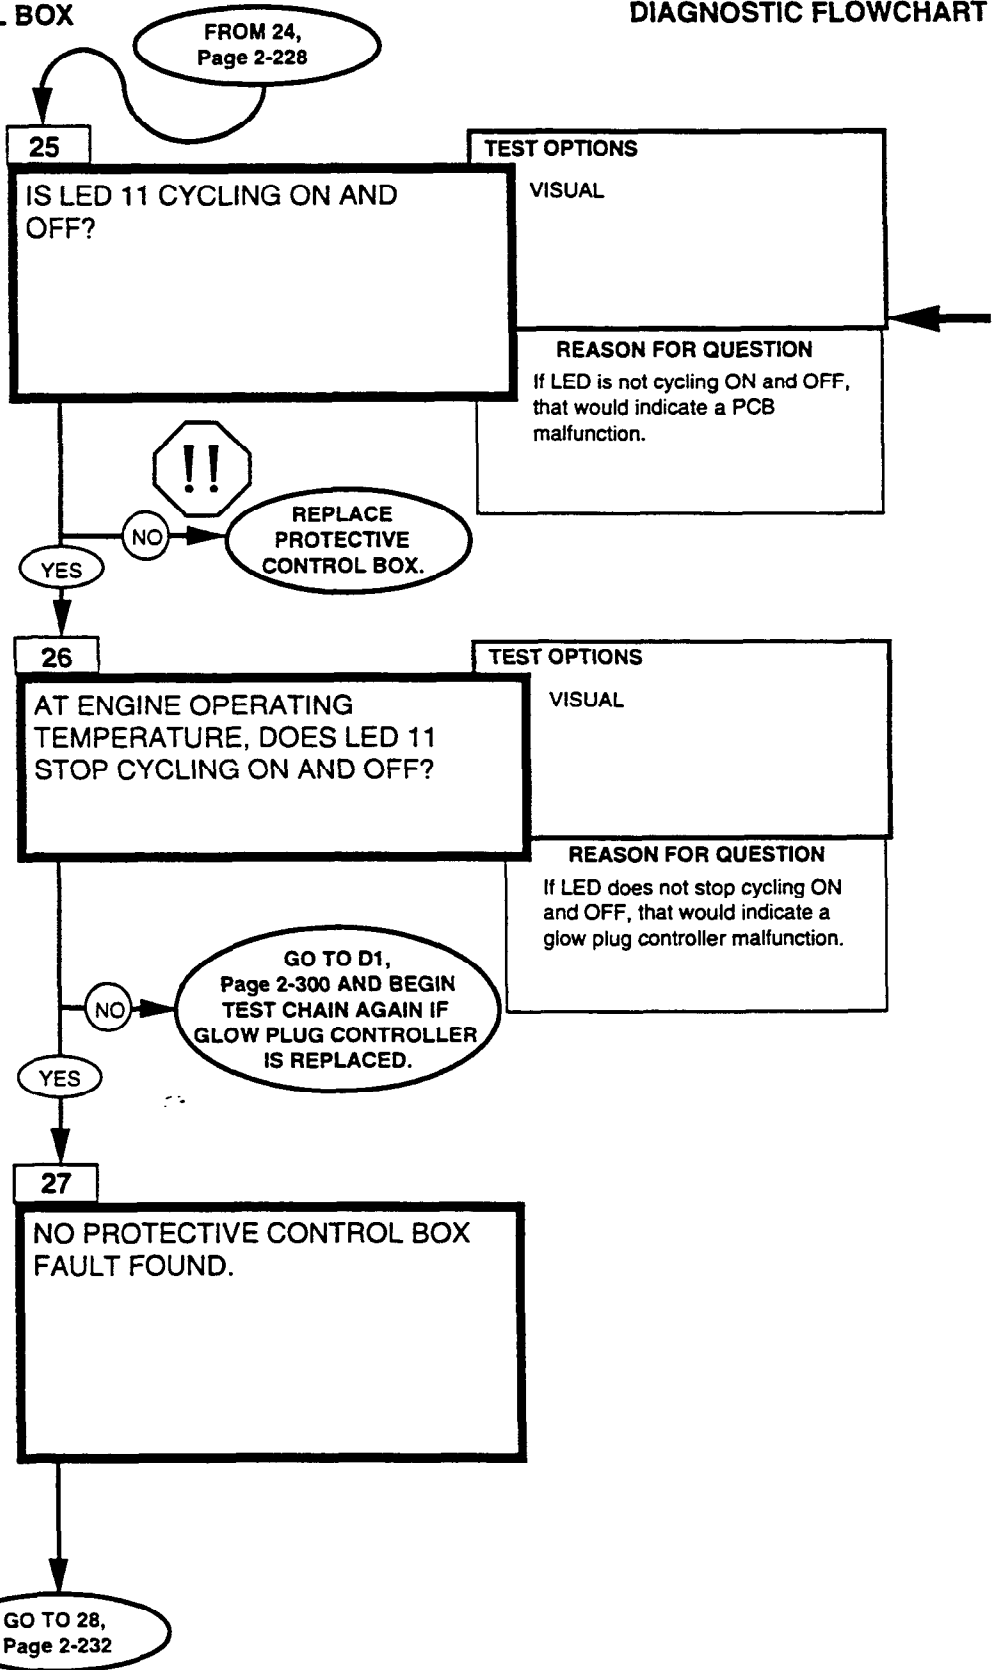 L BOX
DIAGNOSTIC FLOWCHART
FROM 24,
Page 2-228
25
IS LED 11 CYCLING ON AND
OFF?
TEST OPTIONS
VISUAL
REASON FOR QUESTION
If LED is not cycling ON and OFF,
that would indicate a PCB
malfunction.
!!
NO
REPLACE
PROTECTIVE
CONTROL BOX.
YES
26
AT ENGINE OPERATING
TEMPERATURE, DOES LED 11
STOP CYCLING ON AND OFF?
TEST OPTIONS
VISUAL
REASON FOR QUESTION
If LED does not stop cycling ON
and OFF, that would indicate a
glow plug controller malfunction.
NO
GO TO D1,
Page 2-300 AND BEGIN
TEST CHAIN AGAIN IF
GLOW PLUG CONTROLLER
IS REPLACED.
YES
27
NO PROTECTIVE CONTROL BOX
FAULT FOUND.
GO TO 28,
Page 2-232